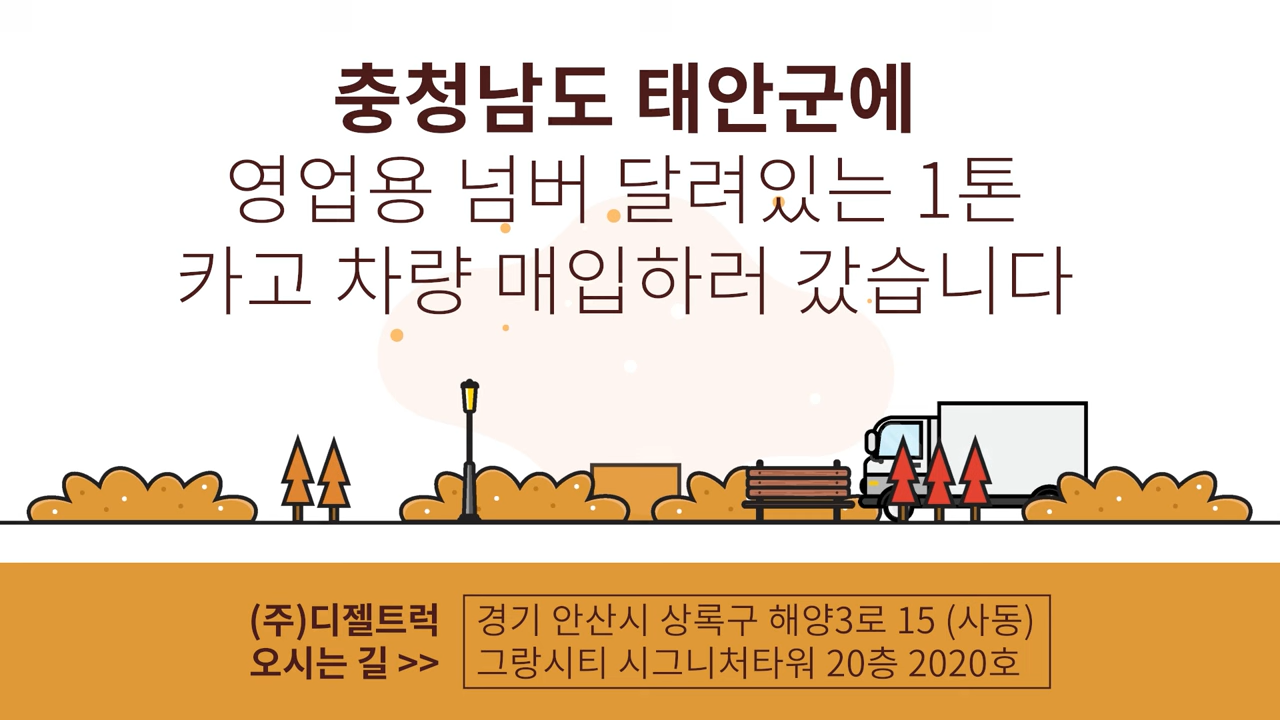 충청남도 태안군에
영업용 넘버 달려있는 1톤
카고 차량 매입하러 갔습니다
(주)디젤트럭
오시는 길 >>
경기 안산시 상록구 해양3로 15 (사동)
그랑시티 시그니처타워 20층 2020호